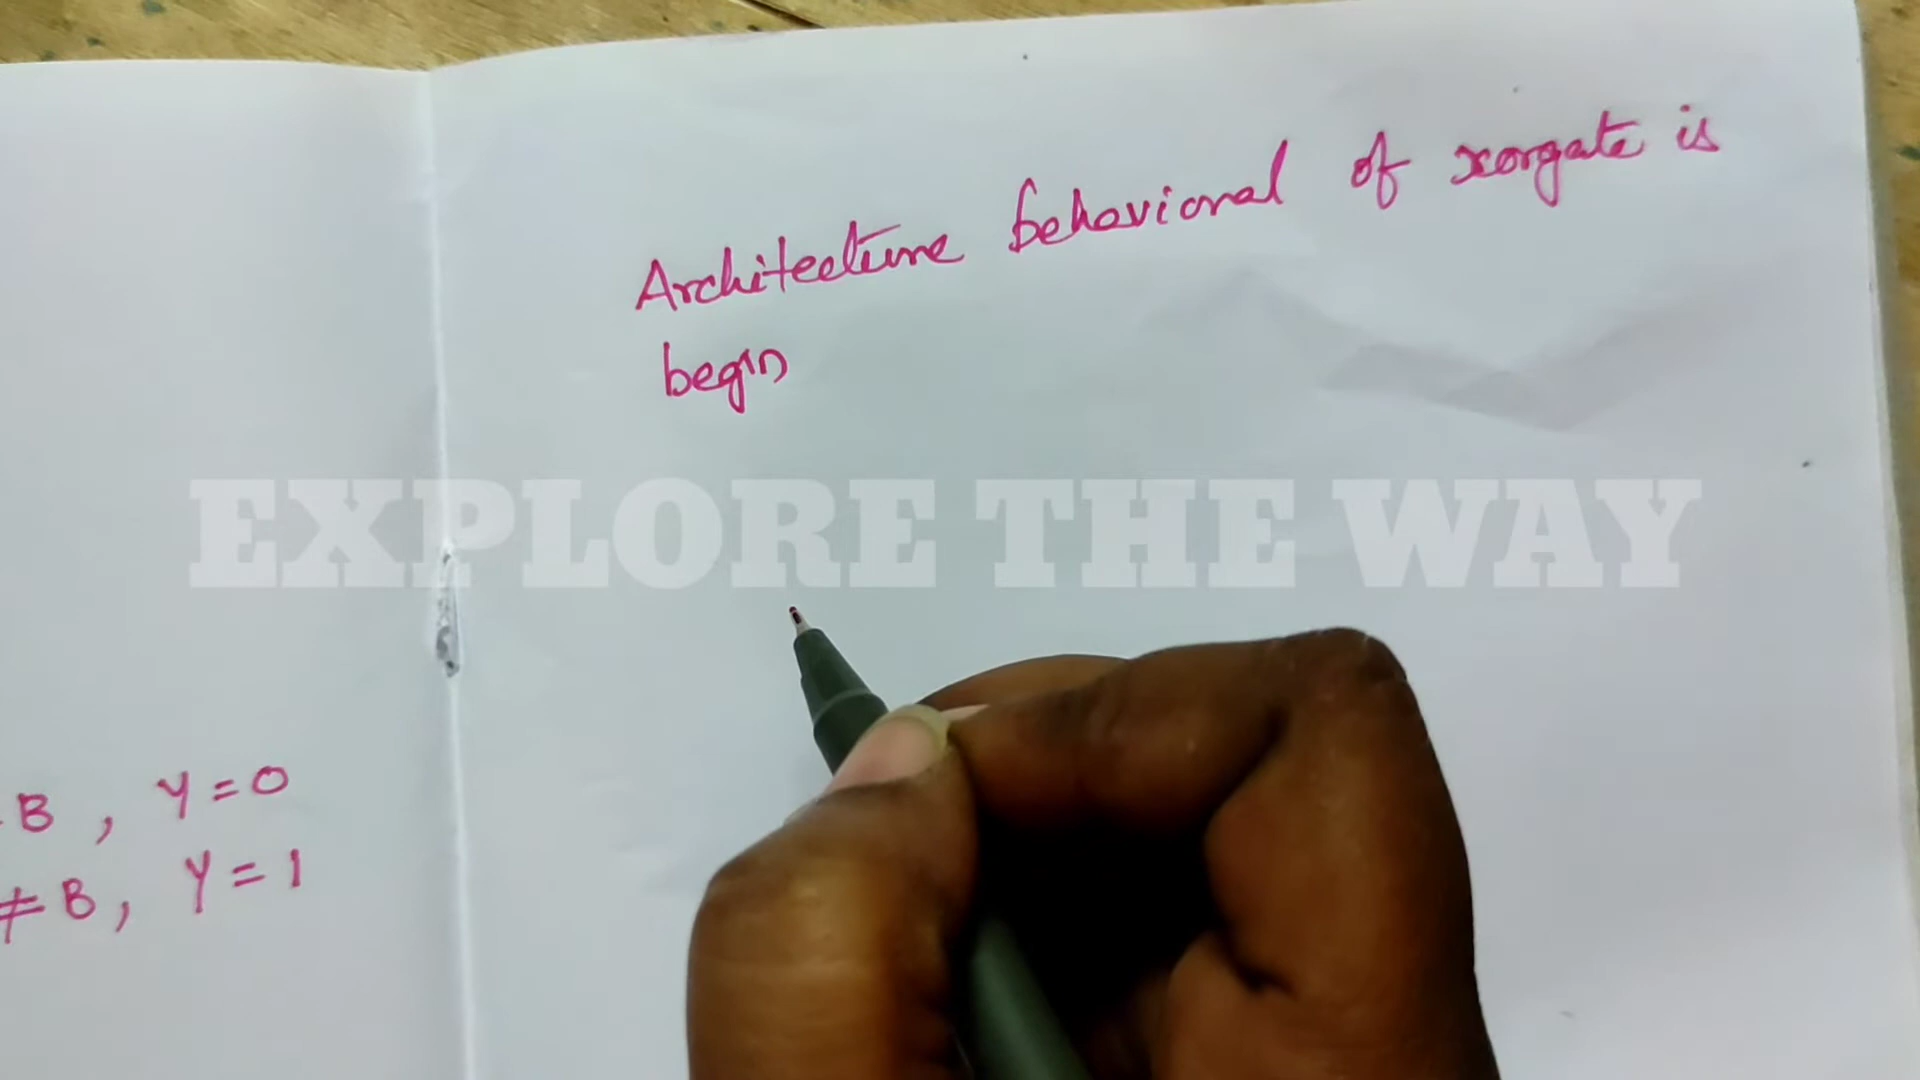 Architecture behavioral of xorgate is
begin
EXPLORE THE WAY
B, Y=0
≠B, Y=1